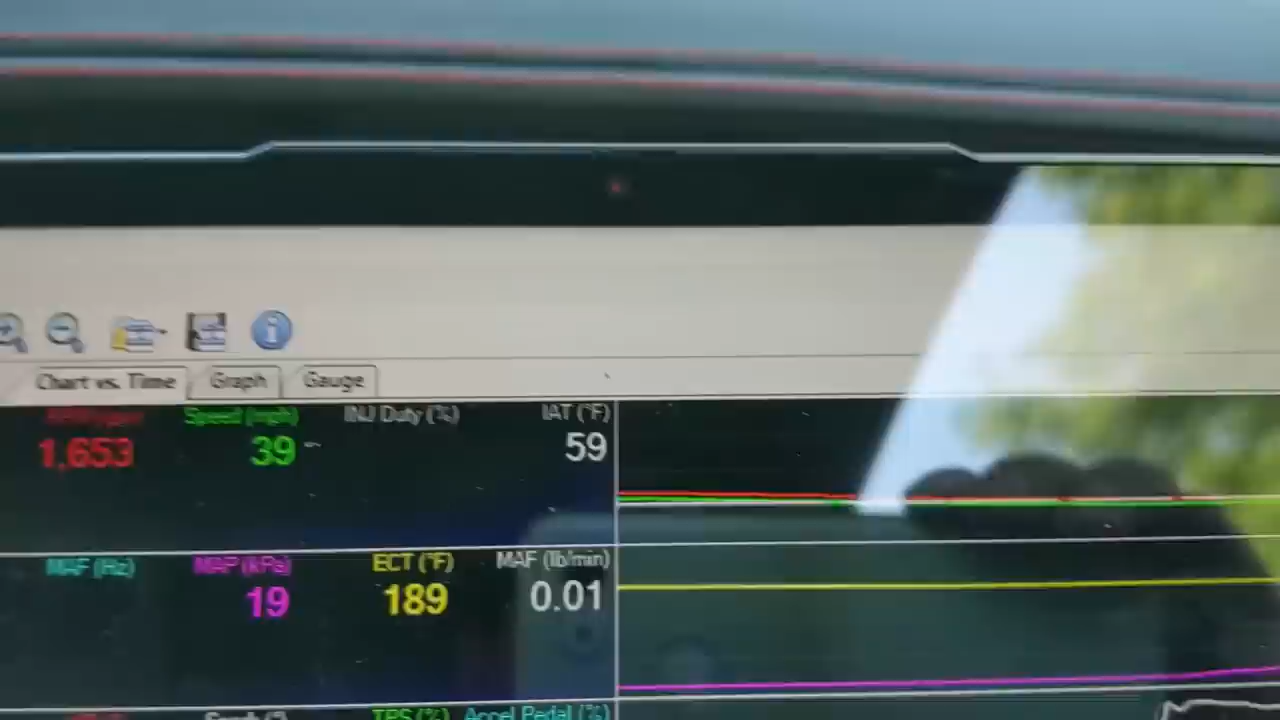 Chart vs. Time Graph Gauge
Speed (mph) INJ Duty (%) IAT (°F)
1,653 39 59
MAF (Hz) MAP (kPa) ECT (°F) MAF (lb/min)
19 189 0.01
TPS (%) Accel Pedal (%)